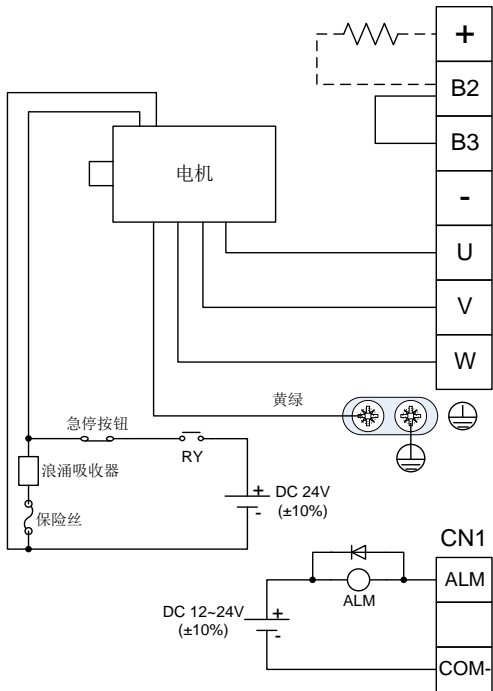 +
B2
B3
-
电机
U
V
W
黄绿
急停按钮
RY
浪涌吸收器
+ DC 24V
- (±10%)
保险丝
CN1
ALM
ALM
DC 12~24V +
(±10%) -
COM-